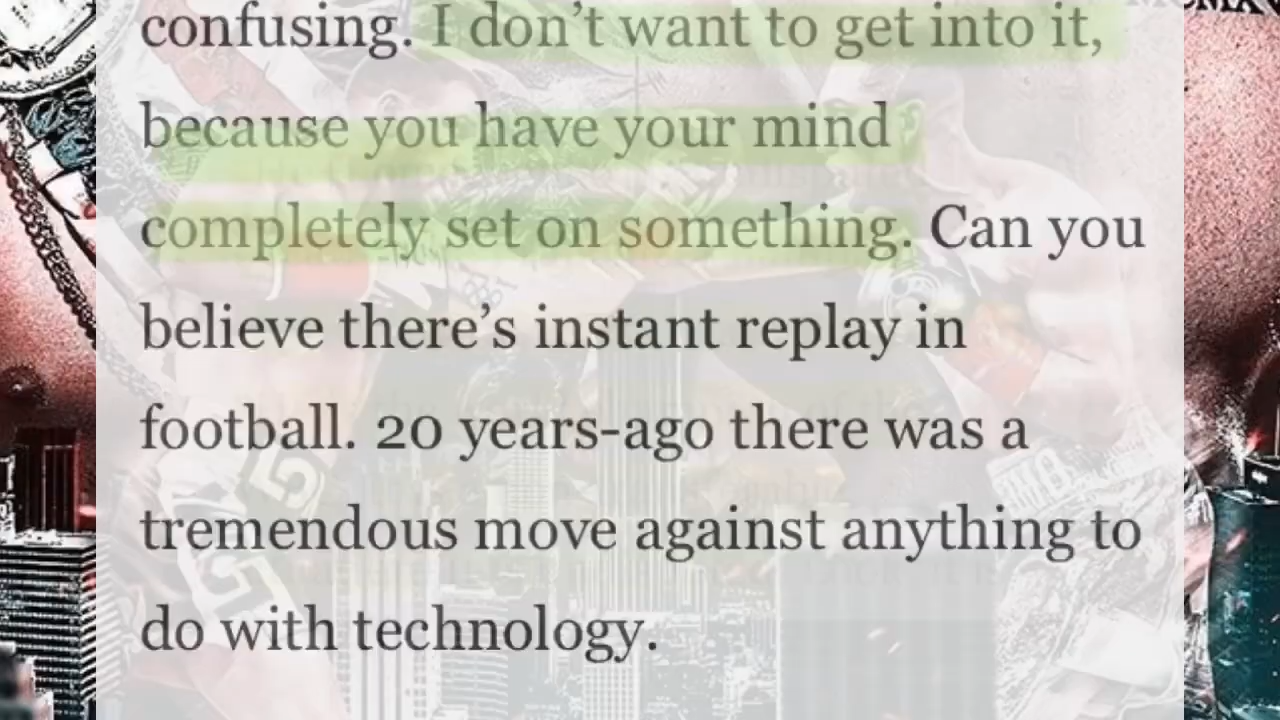 confusing. I don’t want to get into it,
because you have your mind
completely set on something. Can you
believe there’s instant replay in
football. 20 years-ago there was a
tremendous move against anything to
do with technology.